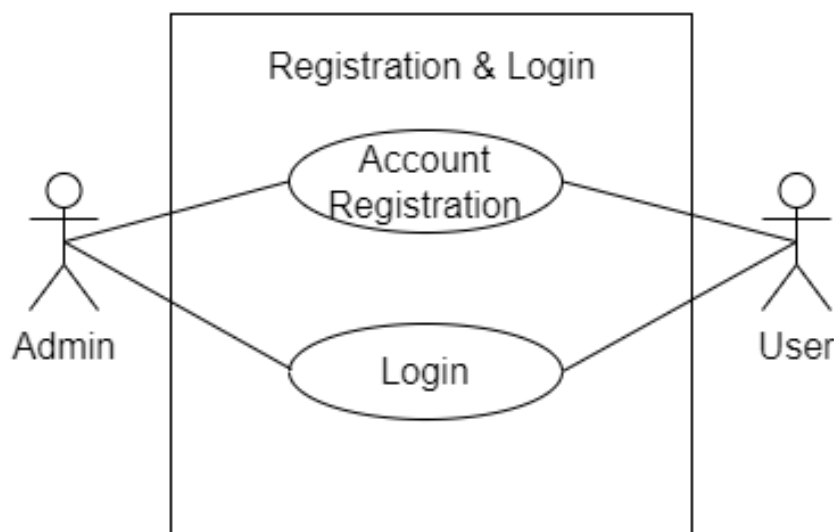 Registration & Login
Account
Registration
Admin
User
Login